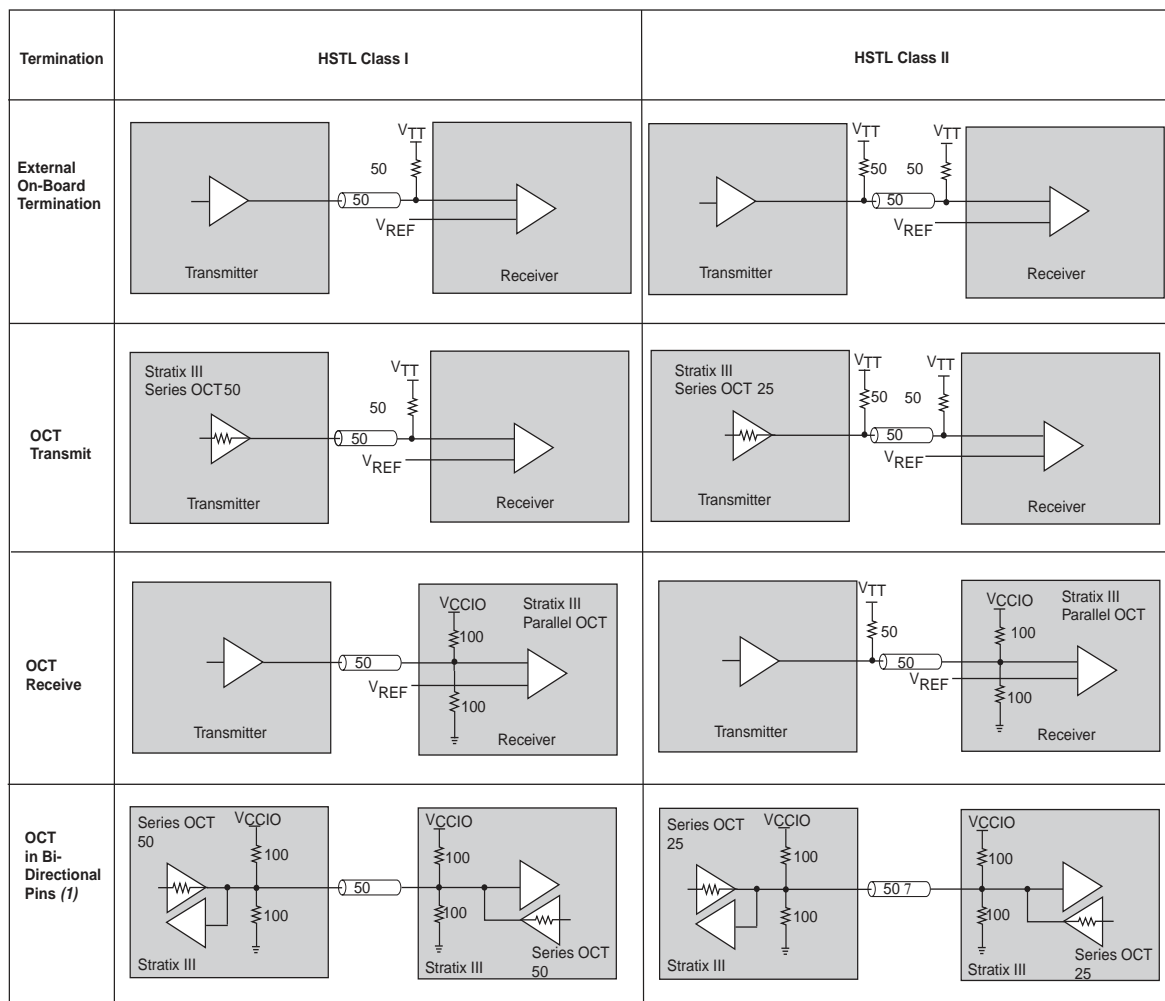 Termination
HSTL Class I
HSTL Class II
External
On-Board
Termination
VTT
50
50
VREF
Transmitter
Receiver
VTT
VTT
50
50
50
VREF
Transmitter
Receiver
OCT
Transmit
Stratix III
Series OCT 50
VTT
50
50
VREF
Transmitter
Receiver
Stratix III
Series OCT 25
VTT
VTT
50
50
50
VREF
Transmitter
Receiver
OCT
Receive
VCCIO
Stratix III
Parallel OCT
100
50
VREF
100
Transmitter
Receiver
VTT
50
VCCIO
Stratix III
Parallel OCT
100
50
VREF
100
Transmitter
Receiver
OCT
in Bi-
Directional
Pins (1)
Series OCT
50
VCCIO
100
100
Stratix III
50
VCCIO
100
100
Stratix III
Series OCT
50
Series OCT
25
VCCIO
100
100
Stratix III
50 7
VCCIO
100
100
Stratix III
Series OCT
25